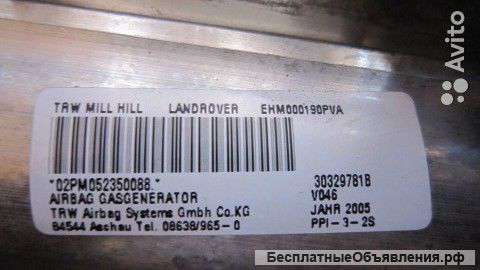 TRW MILL HILL LANDROVER EHM000190PVA
*02PM052350088.* 30329781B
AIRBAG GASGENERATOR V046
TRW Airbag Systems Gmbh Co.KG JAHR 2005
84544 Aschau Tel. 08638/965-0 PPI-3-2S
Avito
БесплатныеОбъявления.рф